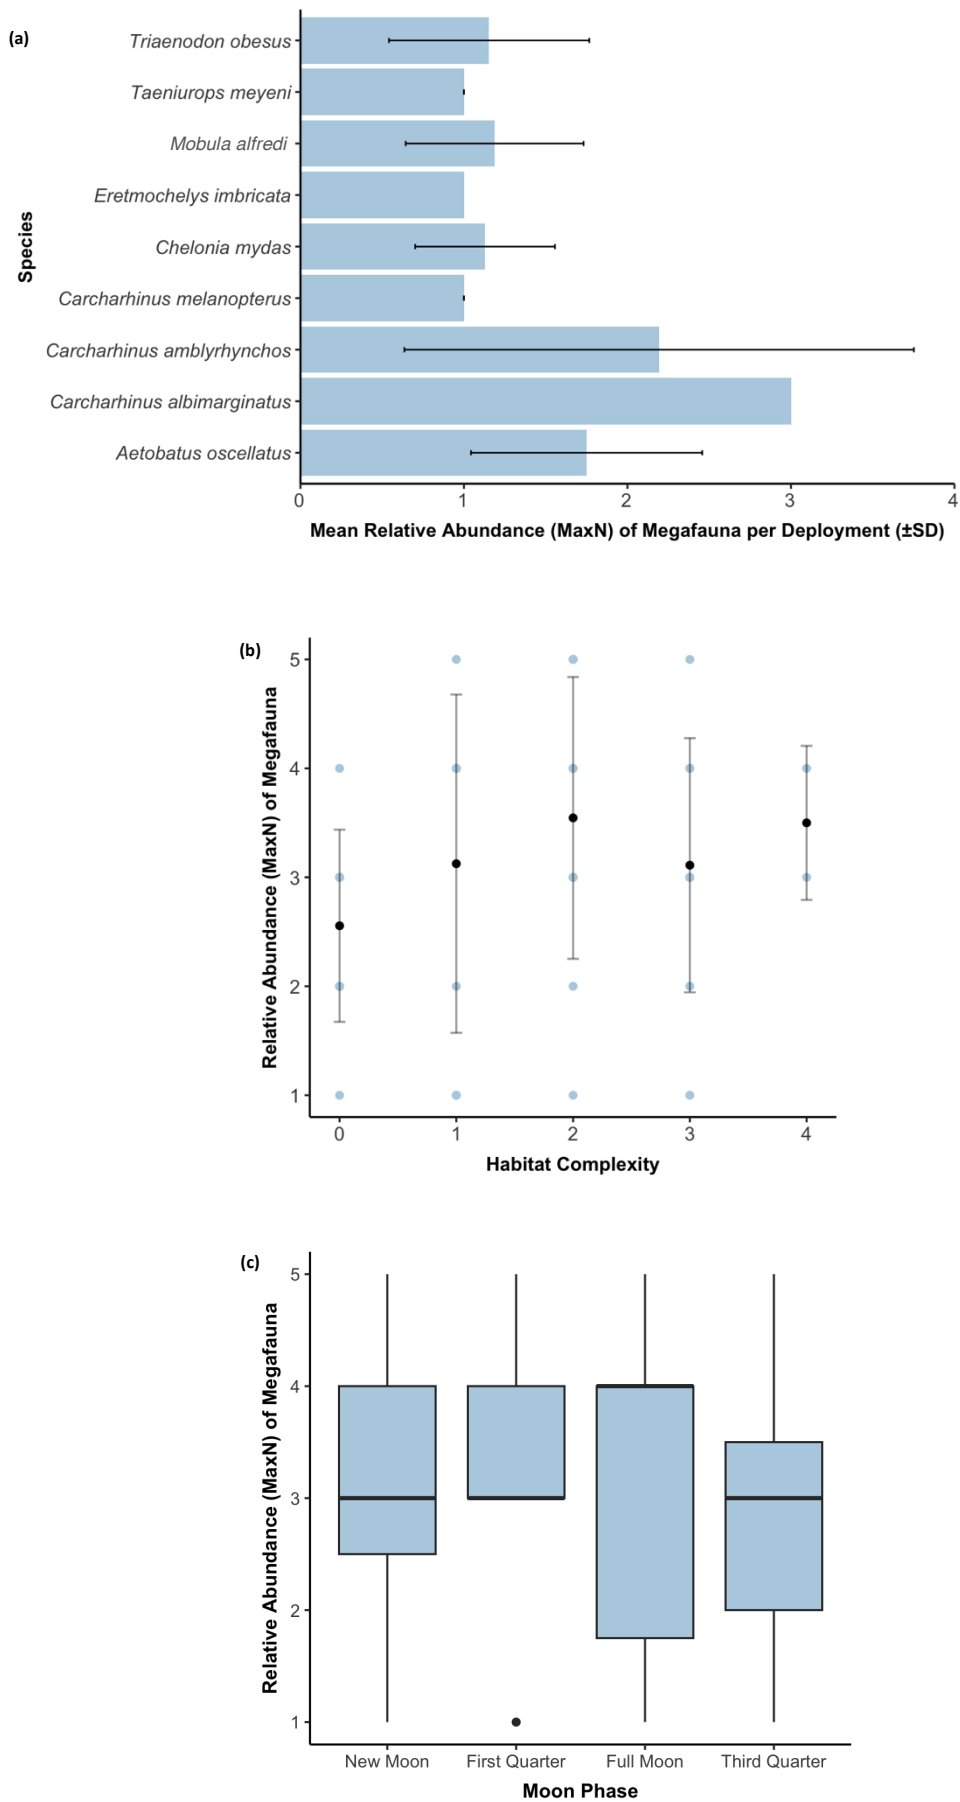 (a)
Species
Triaenodon obesus
Taeniurops meyeni
Mobula alfredi
Eretmochelys imbricata
Chelonia mydas
Carcharhinus melanopterus
Carcharhinus amblyrhynchos
Carcharhinus albimarginatus
Aetobatus oscellatus
0 1 2 3 4
Mean Relative Abundance (MaxN) of Megafauna per Deployment (±SD)
(b)
Relative Abundance (MaxN) of Megafauna
5
4
3
2
1
0 1 2 3 4
Habitat Complexity
(c)
Relative Abundance (MaxN) of Megafauna
5
4
3
2
1
New Moon First Quarter Full Moon Third Quarter
Moon Phase